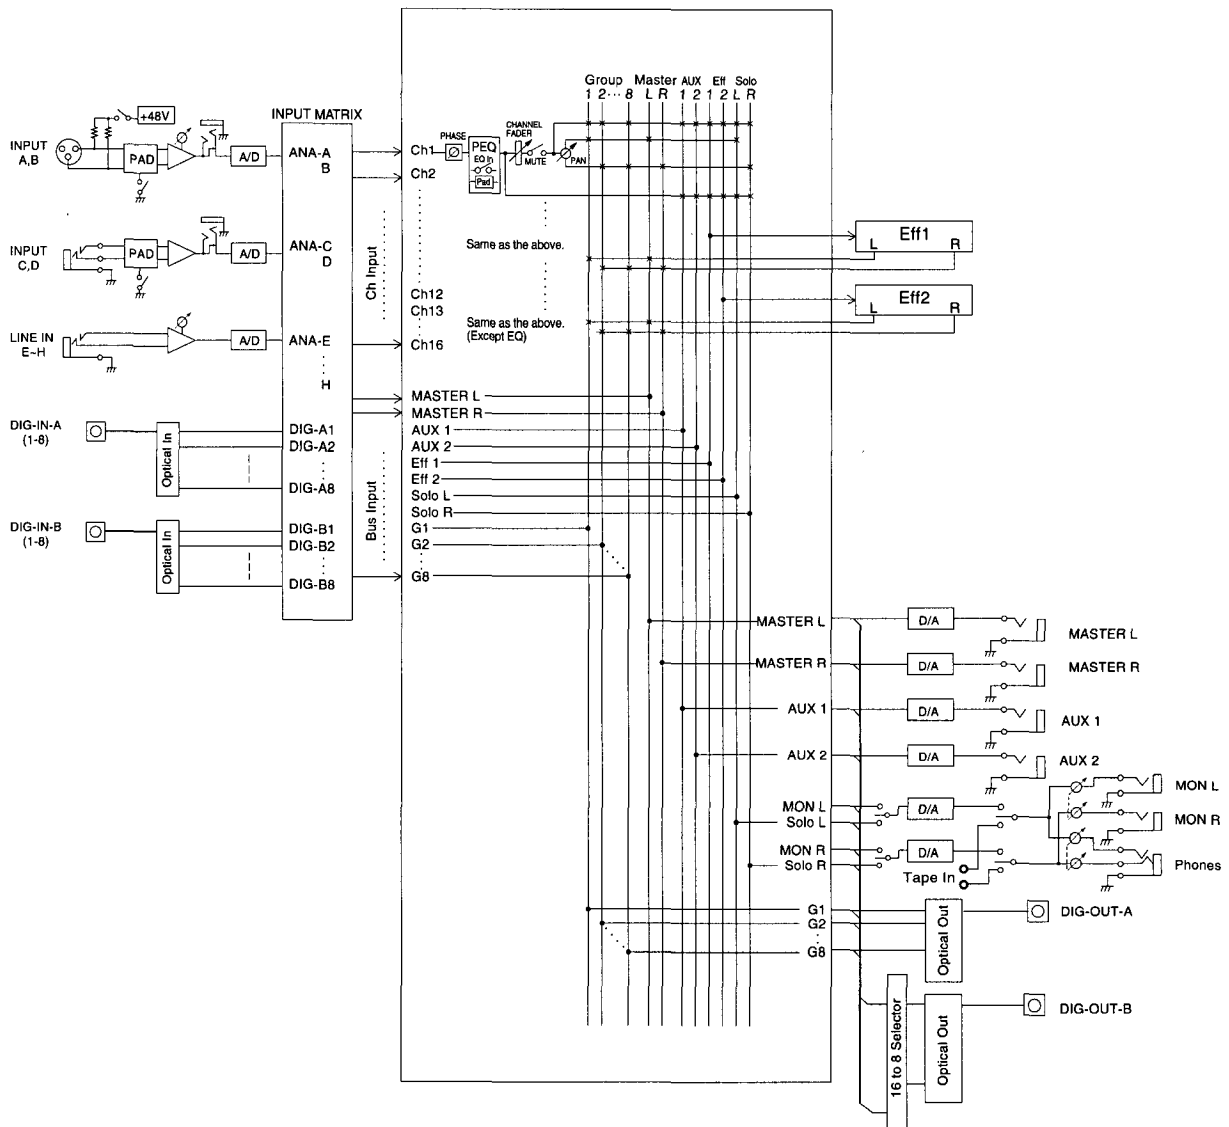 Group Master AUX Eff Solo
1 2 ··· 8 L R 1 2 1 2 L R
+48V
INPUT MATRIX
INPUT
A,B
PAD
A/D
ANA-A
B
Ch1
Ch2
PHASE
PEQ
EQ In
Pad
CHANNEL
FADER
MUTE
PAN
INPUT
C,D
PAD
A/D
ANA-C
D
Ch Input
Same as the above.
Eff1
L R
Eff2
L R
Ch12
Ch13
Same as the above.
(Except EQ)
LINE IN
E~H
A/D
ANA-E
H
Ch16
MASTER L
MASTER R
AUX 1
AUX 2
Eff 1
Eff 2
Solo L
Solo R
G1
G2
G8
DIG-IN-A
(1-8)
Optical In
DIG-A1
DIG-A2
DIG-A8
Bus Input
DIG-IN-B
(1-8)
Optical In
DIG-B1
DIG-B2
DIG-B8
MASTER L
D/A
MASTER L
MASTER R
D/A
MASTER R
AUX 1
D/A
AUX 1
AUX 2
D/A
AUX 2
MON L
Solo L
D/A
MON L
MON R
MON R
Solo R
D/A
Tape In
Phones
G1
G2
G8
Optical Out
DIG-OUT-A
16 to 8 Selector
Optical Out
DIG-OUT-B